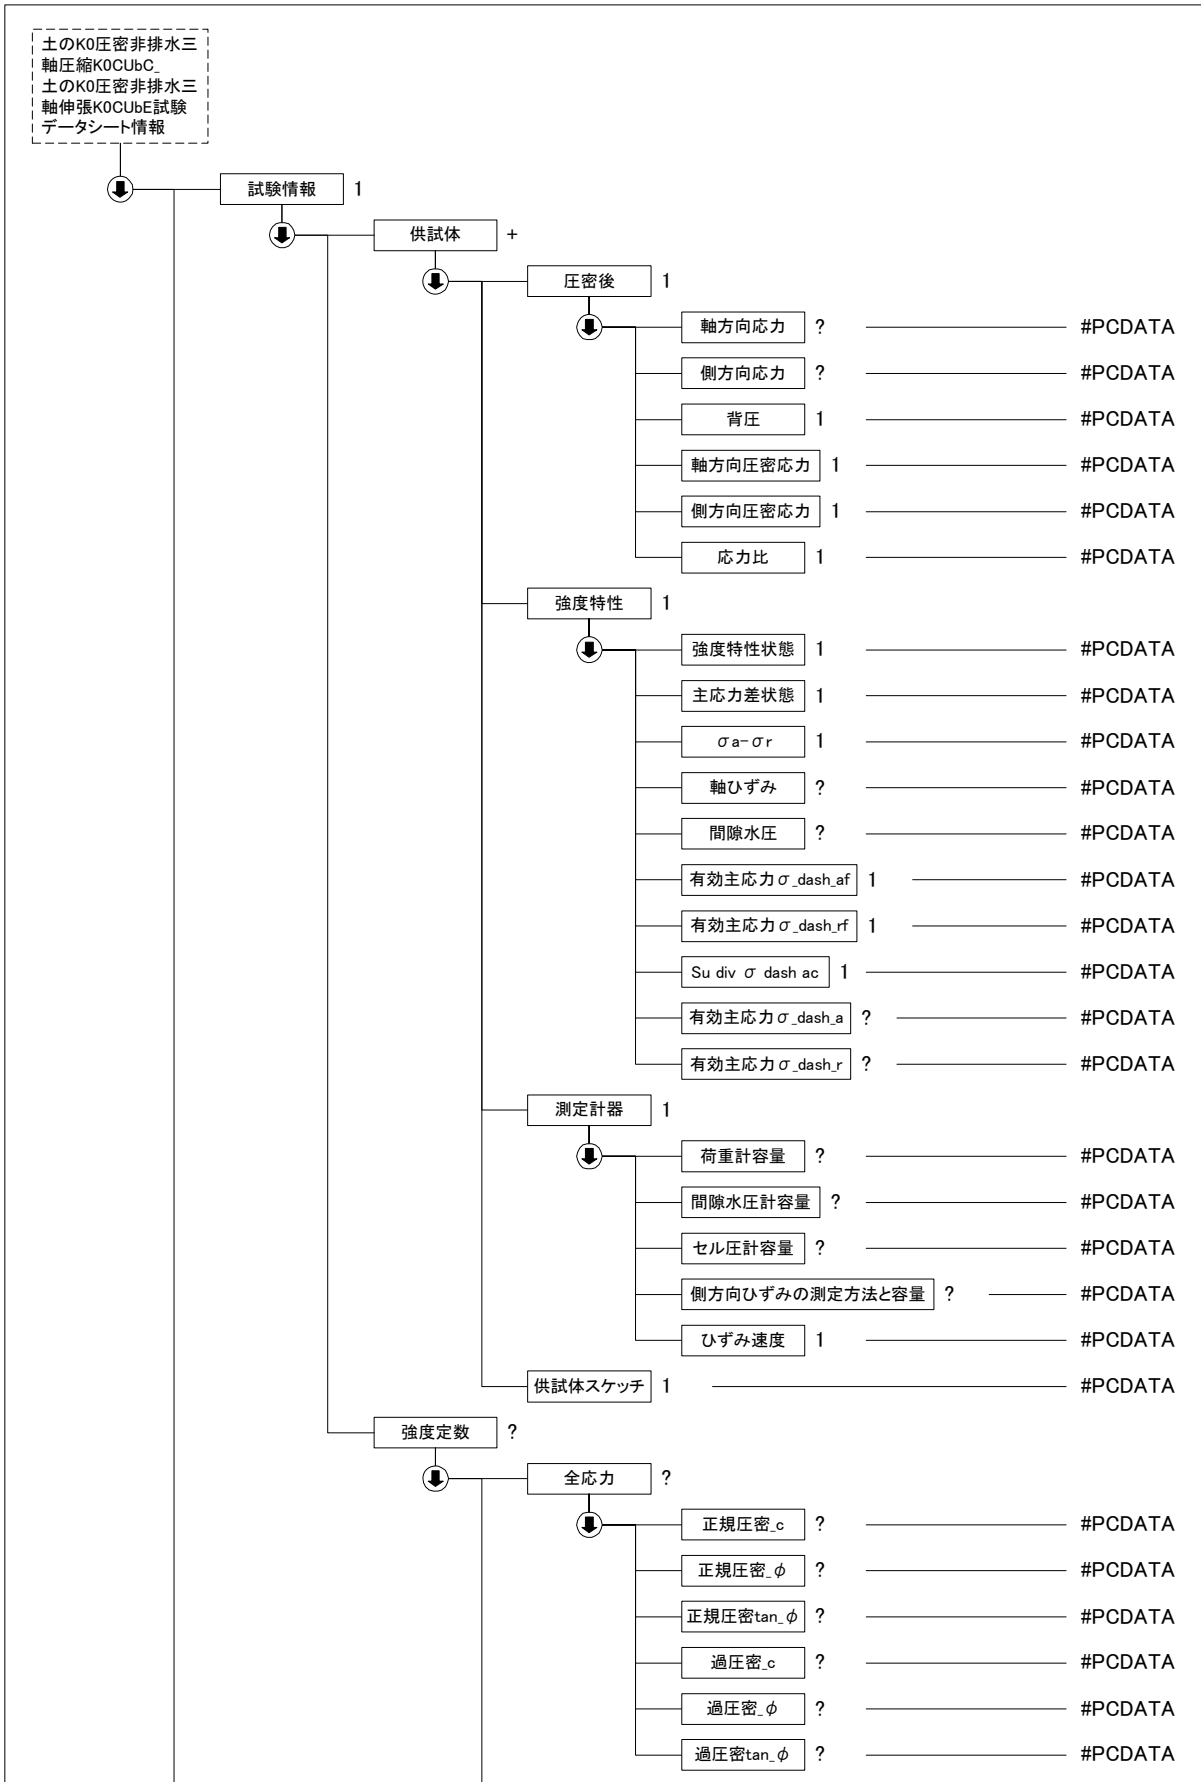 土のK0圧密非排水三
軸圧縮K0CUbC_
土のK0圧密非排水三
軸伸張K0CUbE試験
データシート情報
試験情報 1
供試体 +
圧密後 1
軸方向応力 ? #PCDATA
側方向応力 ? #PCDATA
背圧 1 #PCDATA
軸方向圧密応力 1 #PCDATA
側方向圧密応力 1 #PCDATA
応力比 1 #PCDATA
強度特性 1
強度特性状態 1 #PCDATA
主応力差状態 1 #PCDATA
σa-σr 1 #PCDATA
軸ひずみ ? #PCDATA
間隙水圧 ? #PCDATA
有効主応力σ_dash_af 1 #PCDATA
有効主応力σ_dash_rf 1 #PCDATA
Su div σ dash ac 1 #PCDATA
有効主応力σ_dash_a ? #PCDATA
有効主応力σ_dash_r ? #PCDATA
測定計器 1
荷重計容量 ? #PCDATA
間隙水圧計容量 ? #PCDATA
セル圧計容量 ? #PCDATA
側方向ひずみの測定方法と容量 ? #PCDATA
ひずみ速度 1 #PCDATA
供試体スケッチ 1 #PCDATA
強度定数 ?
全応力 ?
正規圧密_c ? #PCDATA
正規圧密_φ ? #PCDATA
正規圧密tan_φ ? #PCDATA
過圧密_c ? #PCDATA
過圧密_φ ? #PCDATA
過圧密tan_φ ? #PCDATA